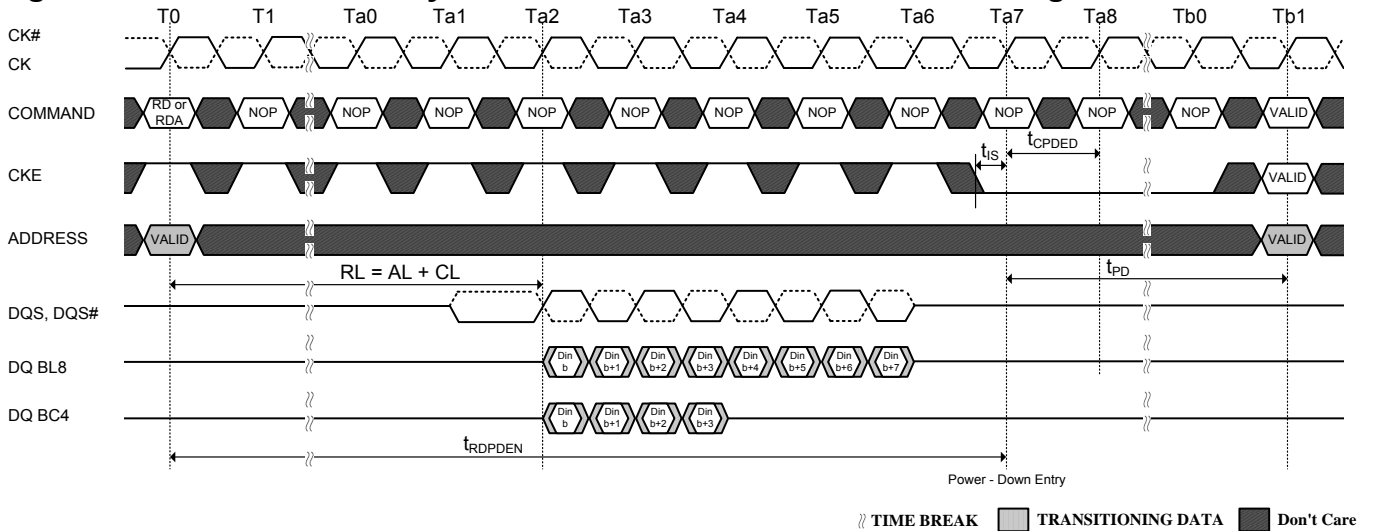 T0 T1 Ta0 Ta1 Ta2 Ta3 Ta4 Ta5 Ta6 Ta7 Ta8 Tb0 Tb1
CK#
CK
COMMAND
RD or
RDA
NOP NOP NOP NOP NOP NOP NOP NOP NOP NOP NOP VALID
tIS
tCPDED
CKE
VALID
ADDRESS
VALID
VALID
RL = AL + CL
tPD
DQS, DQS#
DQ BL8
Din
b
Din
b+1
Din
b+2
Din
b+3
Din
b+4
Din
b+5
Din
b+6
Din
b+7
DQ BC4
Din
b
Din
b+1
Din
b+2
Din
b+3
tRDPDEN
Power - Down Entry
TIME BREAK
TRANSITIONING DATA
Don't Care